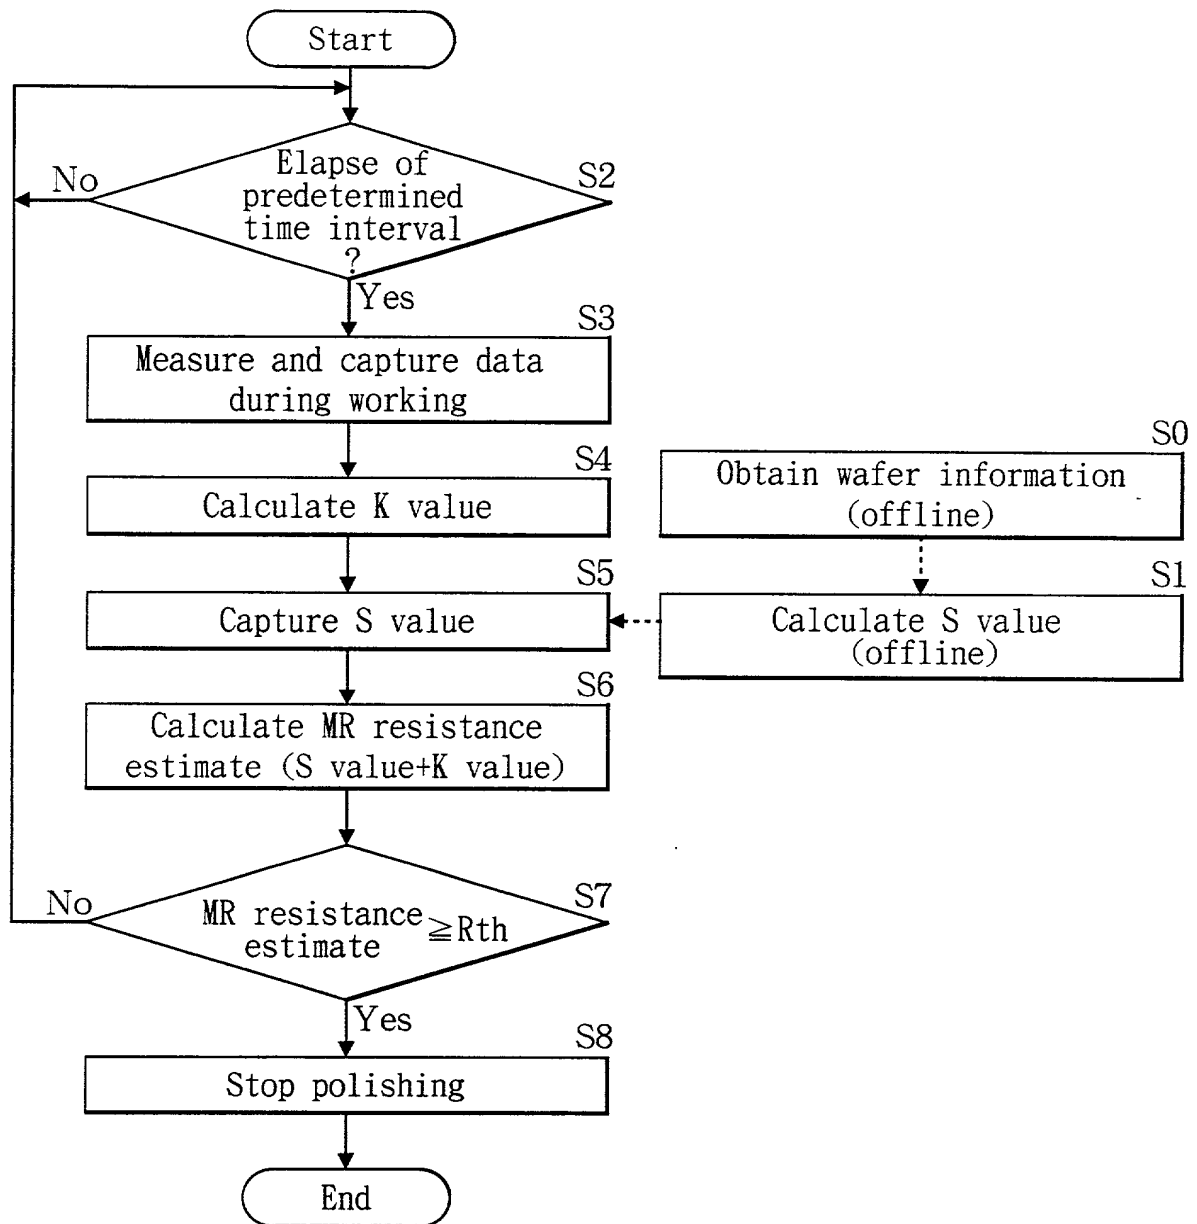 Start
No
Elapse of
predetermined
time interval
?
S2
Yes
S3
Measure and capture data
during working
S4
Calculate K value
S0
Obtain wafer information
(offline)
S5
Capture S value
S1
Calculate S value
(offline)
S6
Calculate MR resistance
estimate (S value+K value)
No
S7
MR resistance
estimate
≧Rth
Yes
S8
Stop polishing
End